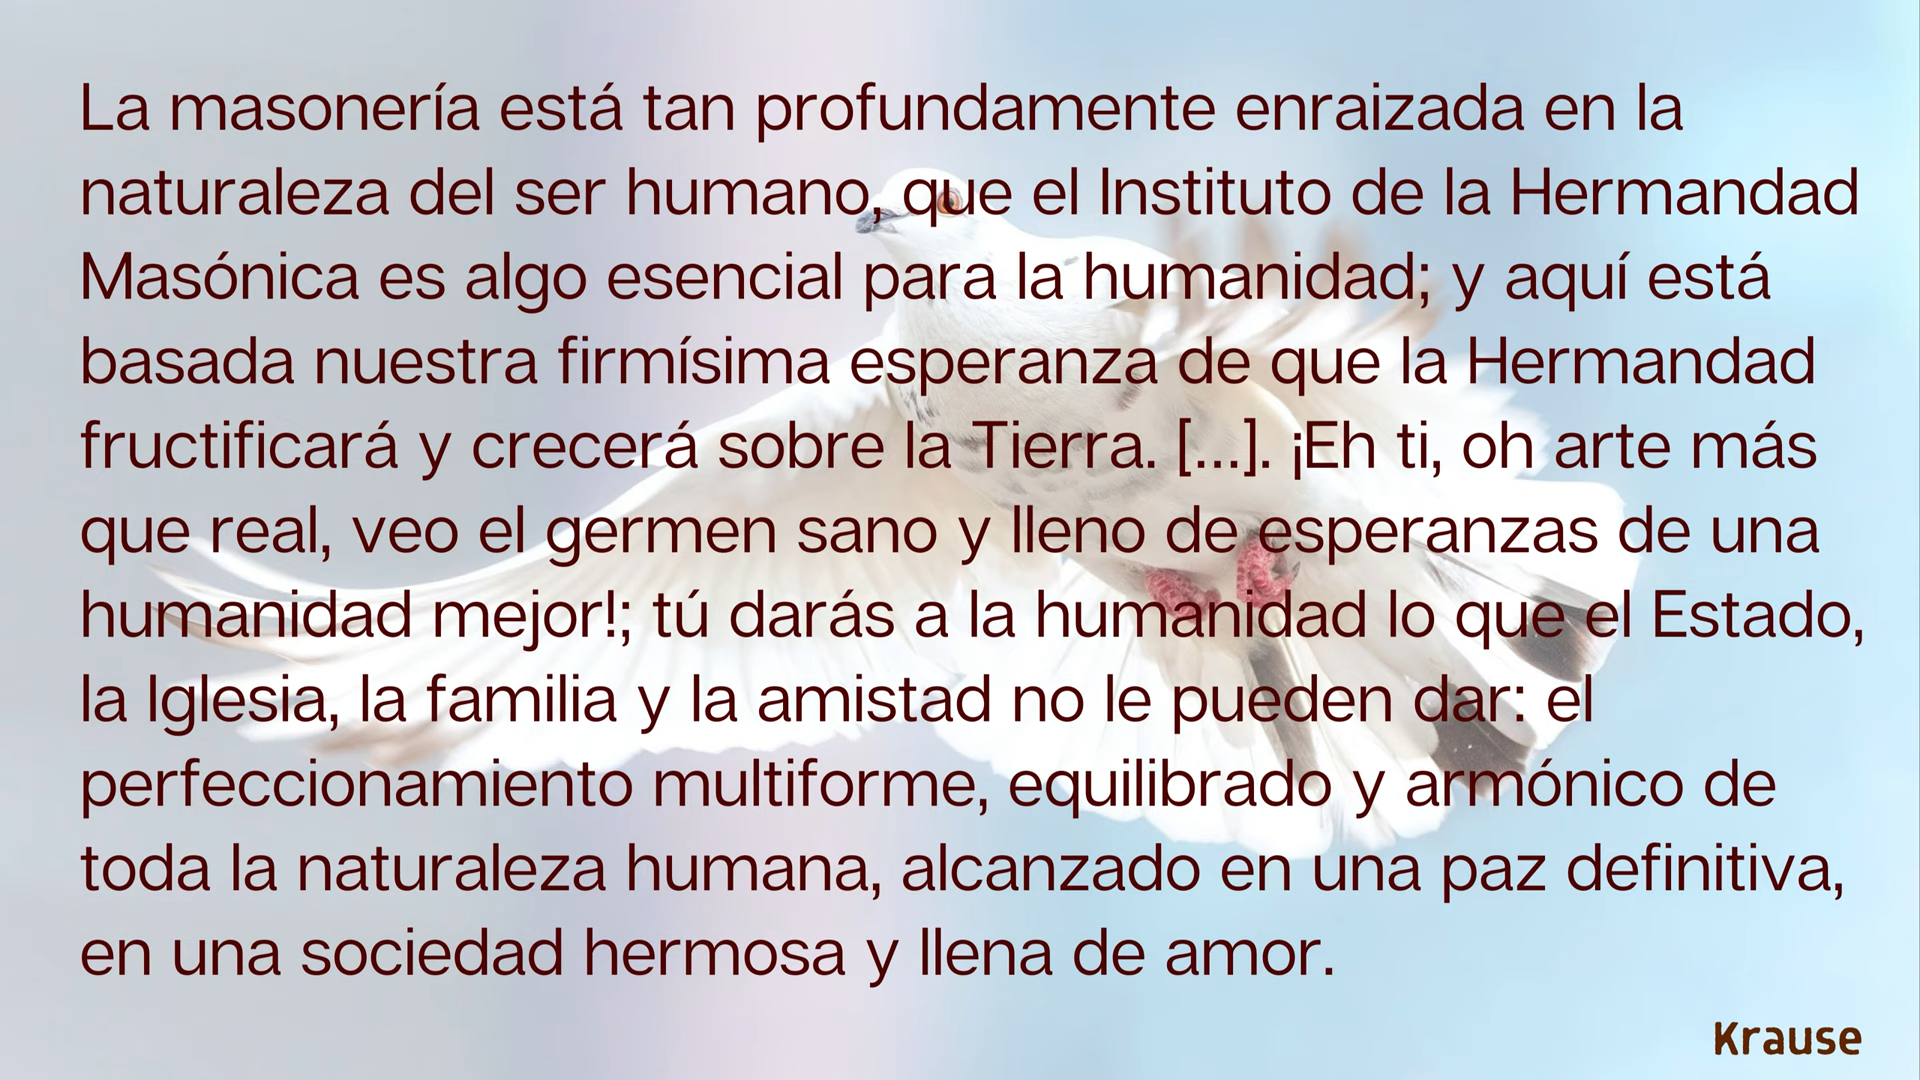 La masonería está tan profundamente enraizada en la
naturaleza del ser humano, que el Instituto de la Hermandad
Masónica es algo esencial para la humanidad; y aquí está
basada nuestra firmísima esperanza de que la Hermandad
fructificará y crecerá sobre la Tierra. [...]. ¡Eh ti, oh arte más
que real, veo el germen sano y lleno de esperanzas de una
humanidad mejor!; tú darás a la humanidad lo que el Estado,
la Iglesia, la familia y la amistad no le pueden dar: el
perfeccionamiento multiforme, equilibrado y armónico de
toda la naturaleza humana, alcanzado en una paz definitiva,
en una sociedad hermosa y llena de amor.
Krause